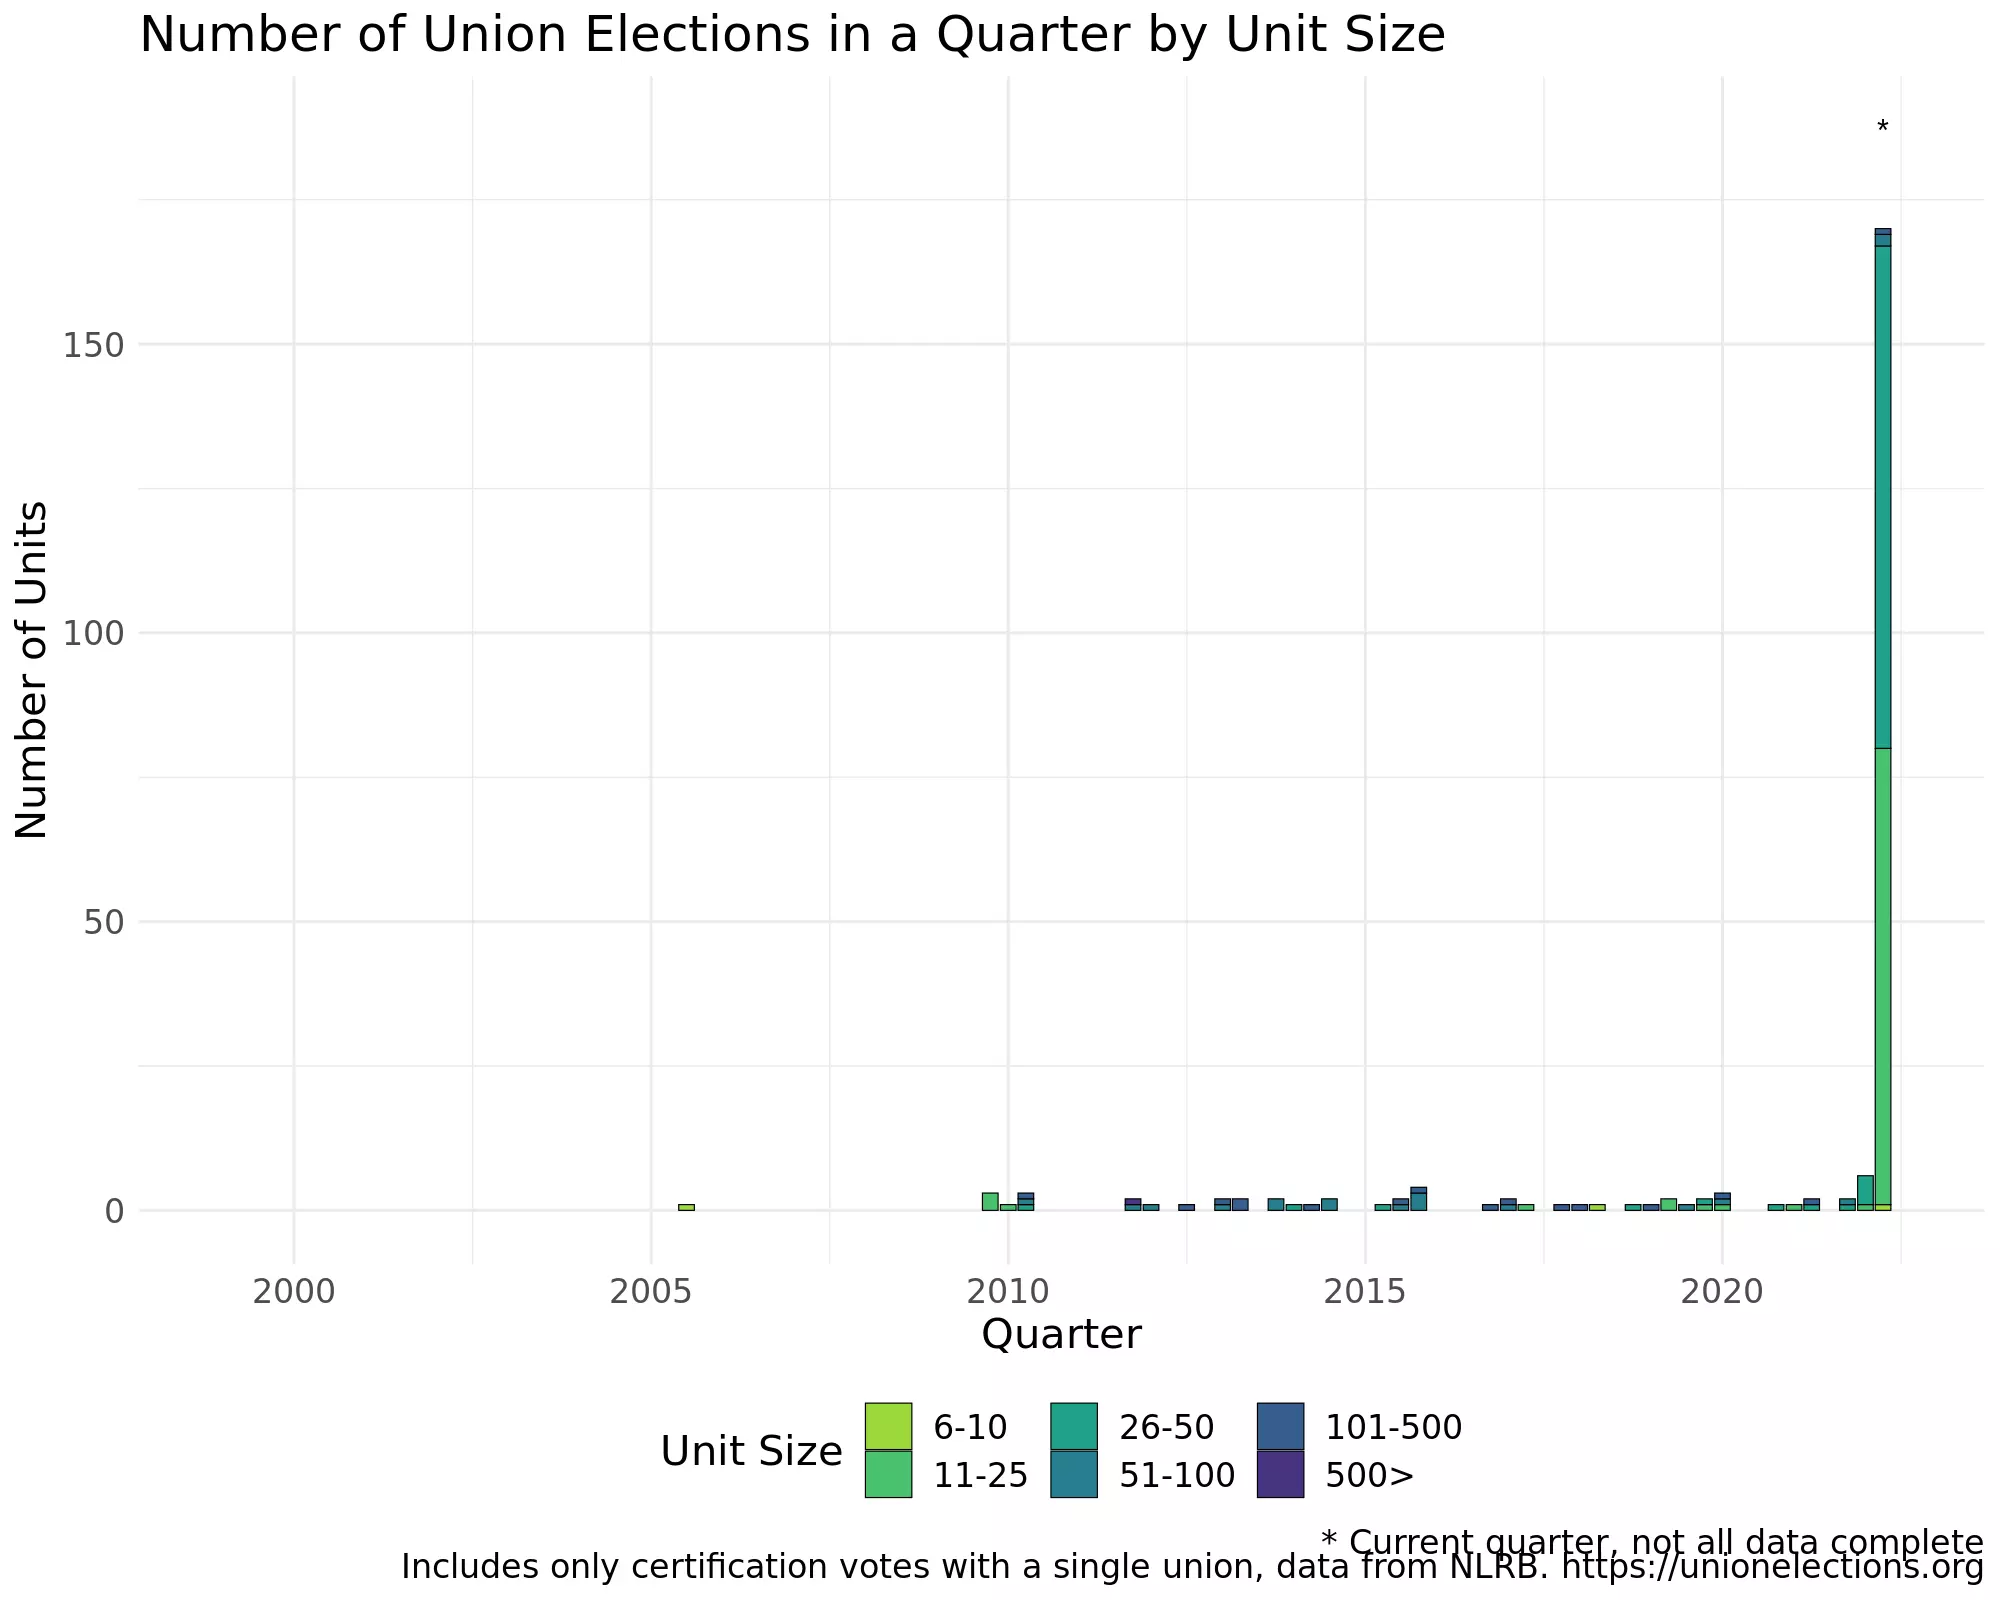 Number of Union Elections in a Quarter by Unit Size
*
Number of Units
150
100
50
0
2000 2005 2010 2015 2020
Quarter
Unit Size
6-10 26-50 101-500
11-25 51-100 500>
* Current quarter, not all data complete
Includes only certification votes with a single union, data from NLRB. https://unionelections.org